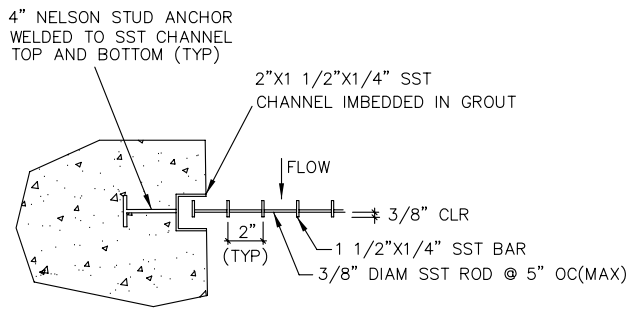 4" NELSON STUD ANCHOR
WELDED TO SST CHANNEL
TOP AND BOTTOM (TYP)
2"X1 1/2"X1/4" SST
CHANNEL IMBEDDED IN GROUT
FLOW
3/8" CLR
2"
(TYP)
1 1/2"X1/4" SST BAR
3/8" DIAM SST ROD @ 5" OC(MAX)